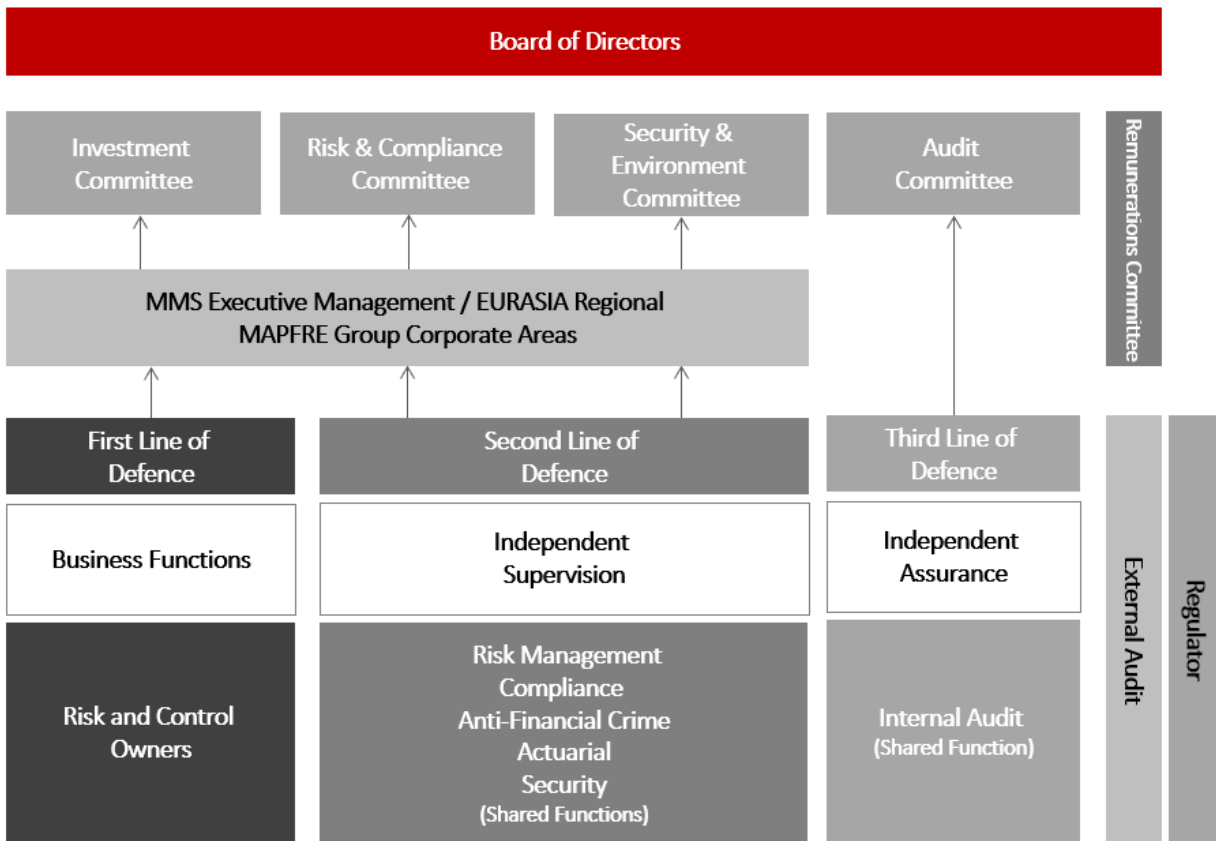 Board of Directors
Investment
Committee
Risk & Compliance
Committee
Security &
Environment
Committee
Audit
Committee
Remunerations Committee
MMS Executive Management / EURASIA Regional
MAPFRE Group Corporate Areas
First Line of
Defence
Second Line of
Defence
Third Line of
Defence
Business Functions
Independent
Supervision
Independent
Assurance
Risk and Control
Owners
Risk Management
Compliance
Anti-Financial Crime
Actuarial
Security
(Shared Functions)
Internal Audit
(Shared Function)
External Audit
Regulator